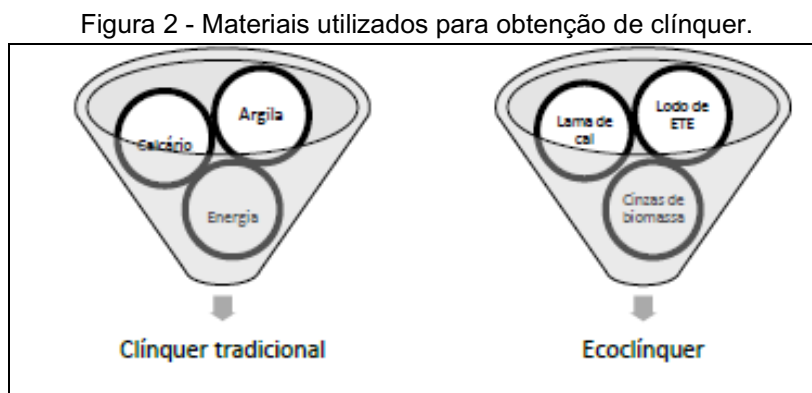 Figura 2 - Materiais utilizados para obtenção de clínquer.
Argila
Calcário
Energia
Clínquer tradicional
Lama de
cal
Lodo de
ETE
Cinzas de
biomassa
Ecoclínquer